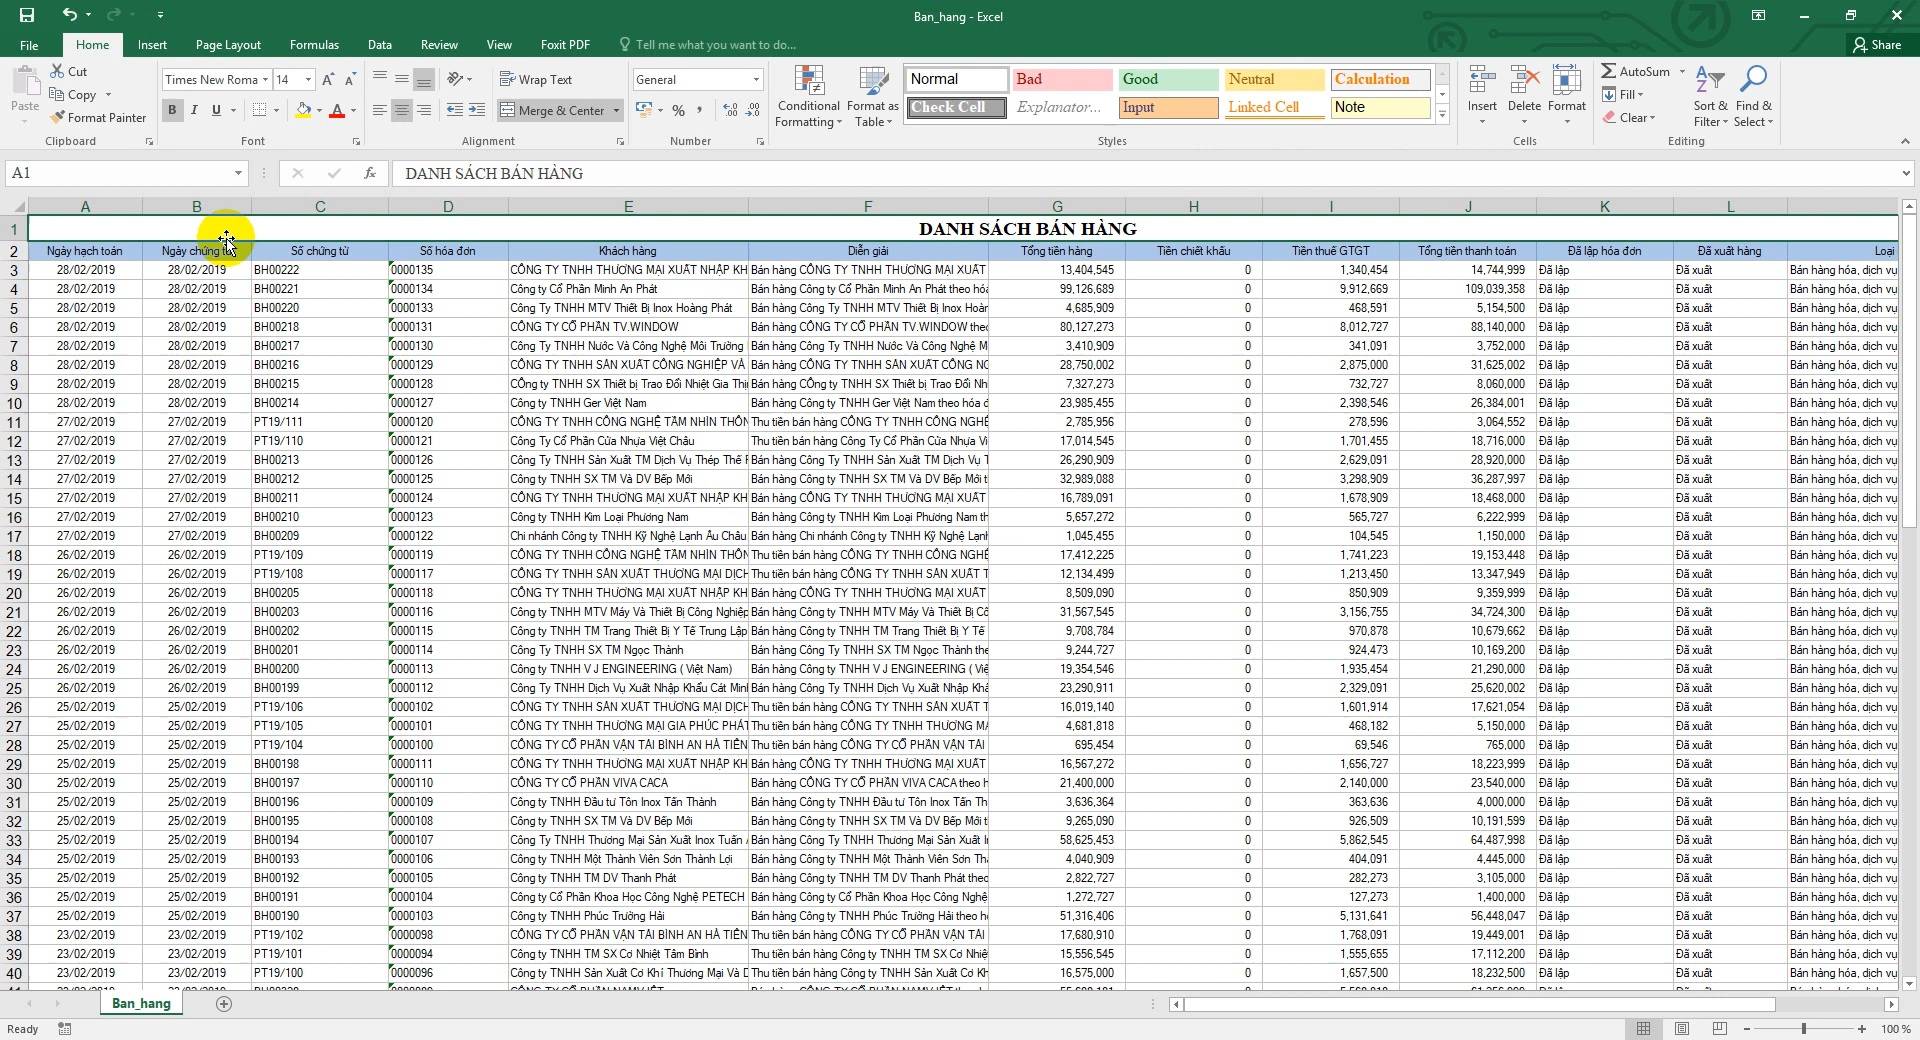 Ban_hang - Excel
File Home Insert Page Layout Formulas Data Review View Foxit PDF Tell me what you want to do... Share
Cut Times New Roma 14 Wrap Text General Normal Bad Good Neutral Calculation AutoSum
Paste Copy Fill
Format Painter B I U Merge & Center Conditional Formatting Format as Table Check Cell Explanator... Input Linked Cell Note Insert Delete Format Clear Sort & Filter Find & Select
Clipboard Font Alignment Number Styles Cells Editing
A1 fx DANH SÁCH BÁN HÀNG
A B C D E F G H I J K L
1 DANH SÁCH BÁN HÀNG
2 Ngày hạch toán Ngày chứng Số chứng từ Số hóa đơn Khách hàng Diễn giải Tổng tiền hàng Tiền chiết khấu Tiền thuế GTGT Tổng tiền thanh toán Đã lập hóa đơn Đã xuất hàng Loại
3 28/02/2019 28/02/2019 BH00222 0000135 CÔNG TY TNHH THƯƠNG MẠI XUẤT NHẬP KH Bán hàng CÔNG TY TNHH THƯƠNG MẠI XUẤT 13,404,545 0 1,340,454 14,744,999 Đã lập Đã xuất Bán hàng hóa, dịch vụ
4 28/02/2019 28/02/2019 BH00221 0000134 Công ty Cổ Phần Minh An Phát Bán hàng Công ty Cổ Phần Minh An Phát theo hóa 99,126,689 0 9,912,669 109,039,358 Đã lập Đã xuất Bán hàng hóa, dịch vụ
5 28/02/2019 28/02/2019 BH00220 0000133 Công Ty TNHH MTV Thiết Bị Inox Hoàng Phát Bán hàng Công Ty TNHH MTV Thiết Bị Inox Hoàn 4,685,909 0 468,591 5,154,500 Đã lập Đã xuất Bán hàng hóa, dịch vụ
6 28/02/2019 28/02/2019 BH00218 0000131 CÔNG TY CỔ PHẦN TV.WINDOW Bán hàng CÔNG TY CỔ PHẦN TV.WINDOW theo 80,127,273 0 8,012,727 88,140,000 Đã lập Đã xuất Bán hàng hóa, dịch vụ
7 28/02/2019 28/02/2019 BH00217 0000130 Công Ty TNHH Nước Và Công Nghệ Môi Trường Bán hàng Công Ty TNHH Nước Và Công Nghệ M 3,410,909 0 341,091 3,752,000 Đã lập Đã xuất Bán hàng hóa, dịch vụ
8 28/02/2019 28/02/2019 BH00216 0000129 CÔNG TY TNHH SẢN XUẤT CÔNG NGHIỆP VÀ Bán hàng CÔNG TY TNHH SẢN XUẤT CÔNG NG 28,750,002 0 2,875,000 31,625,002 Đã lập Đã xuất Bán hàng hóa, dịch vụ
9 28/02/2019 28/02/2019 BH00215 0000128 CÔng ty TNHH SX Thiết bị Trao Đổi Nhiệt Gia Thị Bán hàng CÔng ty TNHH SX Thiết bị Trao Đổi Nh 7,327,273 0 732,727 8,060,000 Đã lập Đã xuất Bán hàng hóa, dịch vụ
10 28/02/2019 28/02/2019 BH00214 0000127 Công ty TNHH Ger Việt Nam Bán hàng Công ty TNHH Ger Việt Nam theo hóa đ 23,985,455 0 2,398,546 26,384,001 Đã lập Đã xuất Bán hàng hóa, dịch vụ
11 27/02/2019 27/02/2019 PT19/111 0000120 CÔNG TY TNHH CÔNG NGHỆ TẦM NHÌN THÔN Thu tiền bán hàng CÔNG TY TNHH CÔNG NGHỆ 2,785,956 0 278,596 3,064,552 Đã lập Đã xuất Bán hàng hóa, dịch vụ
12 27/02/2019 27/02/2019 PT19/110 0000121 Công Ty Cổ Phần Cửa Nhựa Việt Châu Thu tiền bán hàng Công Ty Cổ Phần Cửa Nhựa Vi 17,014,545 0 1,701,455 18,716,000 Đã lập Đã xuất Bán hàng hóa, dịch vụ
13 27/02/2019 27/02/2019 BH00213 0000126 Công Ty TNHH Sản Xuất TM Dịch Vụ Thép Thế F Bán hàng Công Ty TNHH Sản Xuất TM Dịch Vụ T 26,290,909 0 2,629,091 28,920,000 Đã lập Đã xuất Bán hàng hóa, dịch vụ
14 27/02/2019 27/02/2019 BH00212 0000125 Công ty TNHH SX TM Và DV Bếp Mới Bán hàng Công ty TNHH SX TM Và DV Bếp Mới t 32,989,088 0 3,298,909 36,287,997 Đã lập Đã xuất Bán hàng hóa, dịch vụ
15 27/02/2019 27/02/2019 BH00211 0000124 CÔNG TY TNHH THƯƠNG MẠI XUẤT NHẬP KH Bán hàng CÔNG TY TNHH THƯƠNG MẠI XUẤT 16,789,091 0 1,678,909 18,468,000 Đã lập Đã xuất Bán hàng hóa, dịch vụ
16 27/02/2019 27/02/2019 BH00210 0000123 Công ty TNHH Kim Loại Phương Nam Bán hàng Công ty TNHH Kim Loại Phương Nam th 5,657,272 0 565,727 6,222,999 Đã lập Đã xuất Bán hàng hóa, dịch vụ
17 27/02/2019 27/02/2019 BH00209 0000122 Chi nhánh Công ty TNHH Kỹ Nghệ Lạnh Âu Châu Bán hàng Chi nhánh Công ty TNHH Kỹ Nghệ Lạnh 1,045,455 0 104,545 1,150,000 Đã lập Đã xuất Bán hàng hóa, dịch vụ
18 26/02/2019 26/02/2019 PT19/109 0000119 CÔNG TY TNHH CÔNG NGHỆ TẦM NHÌN THÔN Thu tiền bán hàng CÔNG TY TNHH CÔNG NGHỆ 17,412,225 0 1,741,223 19,153,448 Đã lập Đã xuất Bán hàng hóa, dịch vụ
19 26/02/2019 26/02/2019 PT19/108 0000117 CÔNG TY TNHH SẢN XUẤT THƯƠNG MẠI DỊCH Thu tiền bán hàng CÔNG TY TNHH SẢN XUẤT T 12,134,499 0 1,213,450 13,347,949 Đã lập Đã xuất Bán hàng hóa, dịch vụ
20 26/02/2019 26/02/2019 BH00205 0000118 CÔNG TY TNHH THƯƠNG MẠI XUẤT NHẬP KH Bán hàng CÔNG TY TNHH THƯƠNG MẠI XUẤT 8,509,090 0 850,909 9,359,999 Đã lập Đã xuất Bán hàng hóa, dịch vụ
21 26/02/2019 26/02/2019 BH00203 0000116 Công ty TNHH MTV Máy Và Thiết Bị Công Nghiệp Bán hàng Công ty TNHH MTV Máy Và Thiết Bị Cô 31,567,545 0 3,156,755 34,724,300 Đã lập Đã xuất Bán hàng hóa, dịch vụ
22 26/02/2019 26/02/2019 BH00202 0000115 Công ty TNHH TM Trang Thiết Bị Y Tế Trung Lập Bán hàng Công ty TNHH TM Trang Thiết Bị Y Tế 9,708,784 0 970,878 10,679,662 Đã lập Đã xuất Bán hàng hóa, dịch vụ
23 26/02/2019 26/02/2019 BH00201 0000114 Công Ty TNHH SX TM Ngọc Thành Bán hàng Công Ty TNHH SX TM Ngọc Thành the 9,244,727 0 924,473 10,169,200 Đã lập Đã xuất Bán hàng hóa, dịch vụ
24 26/02/2019 26/02/2019 BH00200 0000113 Công ty TNHH V J ENGINEERING ( Việt Nam) Bán hàng Công ty TNHH V J ENGINEERING ( Việ 19,354,546 0 1,935,454 21,290,000 Đã lập Đã xuất Bán hàng hóa, dịch vụ
25 26/02/2019 26/02/2019 BH00199 0000112 Công Ty TNHH Dịch Vụ Xuất Nhập Khẩu Cát Minl Bán hàng Công Ty TNHH Dịch Vụ Xuất Nhập Khẩ 23,290,911 0 2,329,091 25,620,002 Đã lập Đã xuất Bán hàng hóa, dịch vụ
26 25/02/2019 25/02/2019 PT19/106 0000102 CÔNG TY TNHH SẢN XUẤT THƯƠNG MẠI DỊCH Thu tiền bán hàng CÔNG TY TNHH SẢN XUẤT T 16,019,140 0 1,601,914 17,621,054 Đã lập Đã xuất Bán hàng hóa, dịch vụ
27 25/02/2019 25/02/2019 PT19/105 0000101 CÔNG TY TNHH THƯƠNG MẠI GIA PHÚC PHÁT Thu tiền bán hàng CÔNG TY TNHH THƯƠNG MẠ 4,681,818 0 468,182 5,150,000 Đã lập Đã xuất Bán hàng hóa, dịch vụ
28 25/02/2019 25/02/2019 PT19/104 0000100 CÔNG TY CỔ PHẦN VẬN TẢI BÌNH AN HÀ TIÊN Thu tiền bán hàng CÔNG TY CỔ PHẦN VẬN TẢI 695,454 0 69,546 765,000 Đã lập Đã xuất Bán hàng hóa, dịch vụ
29 25/02/2019 25/02/2019 BH00198 0000111 CÔNG TY TNHH THƯƠNG MẠI XUẤT NHẬP KH Bán hàng CÔNG TY TNHH THƯƠNG MẠI XUẤT 16,567,272 0 1,656,727 18,223,999 Đã lập Đã xuất Bán hàng hóa, dịch vụ
30 25/02/2019 25/02/2019 BH00197 0000110 CÔNG TY CỔ PHẦN VIVA CACA Bán hàng CÔNG TY CỔ PHẦN VIVA CACA theo h 21,400,000 0 2,140,000 23,540,000 Đã lập Đã xuất Bán hàng hóa, dịch vụ
31 25/02/2019 25/02/2019 BH00196 0000109 Công ty TNHH Đầu tư Tôn Inox Tấn Thành Bán hàng Công ty TNHH Đầu tư Tôn Inox Tấn Th 3,636,364 0 363,636 4,000,000 Đã lập Đã xuất Bán hàng hóa, dịch vụ
32 25/02/2019 25/02/2019 BH00195 0000108 Công ty TNHH SX TM Và DV Bếp Mới Bán hàng Công ty TNHH SX TM Và DV Bếp Mới t 9,265,090 0 926,509 10,191,599 Đã lập Đã xuất Bán hàng hóa, dịch vụ
33 25/02/2019 25/02/2019 BH00194 0000107 Công Ty TNHH Thương Mại Sản Xuất Inox Tuấn Bán hàng Công Ty TNHH Thương Mại Sản Xuất I 58,625,453 0 5,862,545 64,487,998 Đã lập Đã xuất Bán hàng hóa, dịch vụ
34 25/02/2019 25/02/2019 BH00193 0000106 Công ty TNHH Một Thành Viên Sơn Thành Lợi Bán hàng Công ty TNHH Một Thành Viên Sơn Thà 4,040,909 0 404,091 4,445,000 Đã lập Đã xuất Bán hàng hóa, dịch vụ
35 25/02/2019 25/02/2019 BH00192 0000105 Công ty TNHH TM DV Thanh Phát Bán hàng Công ty TNHH TM DV Thanh Phát theo 2,822,727 0 282,273 3,105,000 Đã lập Đã xuất Bán hàng hóa, dịch vụ
36 25/02/2019 25/02/2019 BH00191 0000104 Công ty Cổ Phần Khoa Học Công Nghệ PETECH Bán hàng Công ty Cổ Phần Khoa Học Công Nghệ 1,272,727 0 127,273 1,400,000 Đã lập Đã xuất Bán hàng hóa, dịch vụ
37 25/02/2019 25/02/2019 BH00190 0000103 Công ty TNHH Phúc Trường Hải Bán hàng Công ty TNHH Phúc Trường Hải theo h 51,316,406 0 5,131,641 56,448,047 Đã lập Đã xuất Bán hàng hóa, dịch vụ
38 23/02/2019 23/02/2019 PT19/102 0000098 CÔNG TY CỔ PHẦN VẬN TẢI BÌNH AN HÀ TIÊN Thu tiền bán hàng CÔNG TY CỔ PHẦN VẬN TẢI 17,680,910 0 1,768,091 19,449,001 Đã lập Đã xuất Bán hàng hóa, dịch vụ
39 23/02/2019 23/02/2019 PT19/101 0000094 Công ty TNHH TM SX Cơ Nhiệt Tâm Bình Thu tiền bán hàng Công ty TNHH TM SX Cơ Nhiệ 15,556,545 0 1,555,655 17,112,200 Đã lập Đã xuất Bán hàng hóa, dịch vụ
40 23/02/2019 23/02/2019 PT19/100 0000096 Công ty TNHH Sản Xuất Cơ Khí Thương Mại Và D Thu tiền bán hàng Công ty TNHH Sản Xuất Cơ Kh 16,575,000 0 1,657,500 18,232,500 Đã lập Đã xuất Bán hàng hóa, dịch vụ
Ban_hang
Ready 100 %